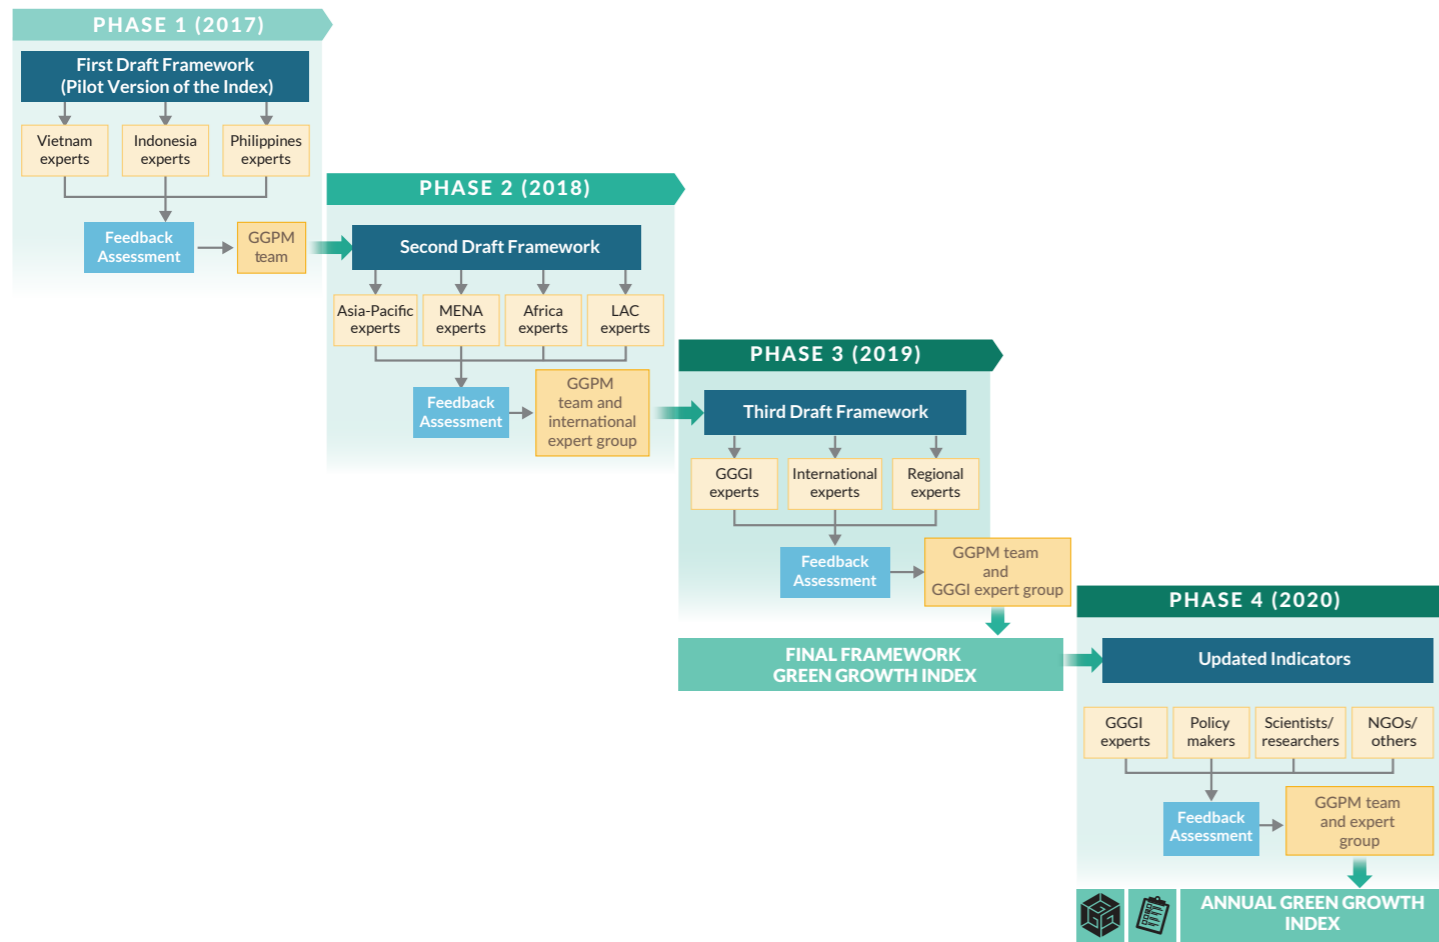 PHASE 1 (2017)
First Draft Framework
(Pilot Version of the Index)
Vietnam
experts
Indonesia
experts
Philippines
experts
Feedback
Assessment
GGPM
team
PHASE 2 (2018)
Second Draft Framework
Asia-Pacific
experts
MENA
experts
Africa
experts
LAC
experts
Feedback
Assessment
GGPM
team and
international
expert group
PHASE 3 (2019)
Third Draft Framework
GGGI
experts
International
experts
Regional
experts
Feedback
Assessment
GGPM team
and
GGGI expert group
FINAL FRAMEWORK
GREEN GROWTH INDEX
PHASE 4 (2020)
Updated Indicators
GGGI
experts
Policy
makers
Scientists/
researchers
NGOs/
others
Feedback
Assessment
GGPM team
and expert
group
ANNUAL GREEN GROWTH
INDEX